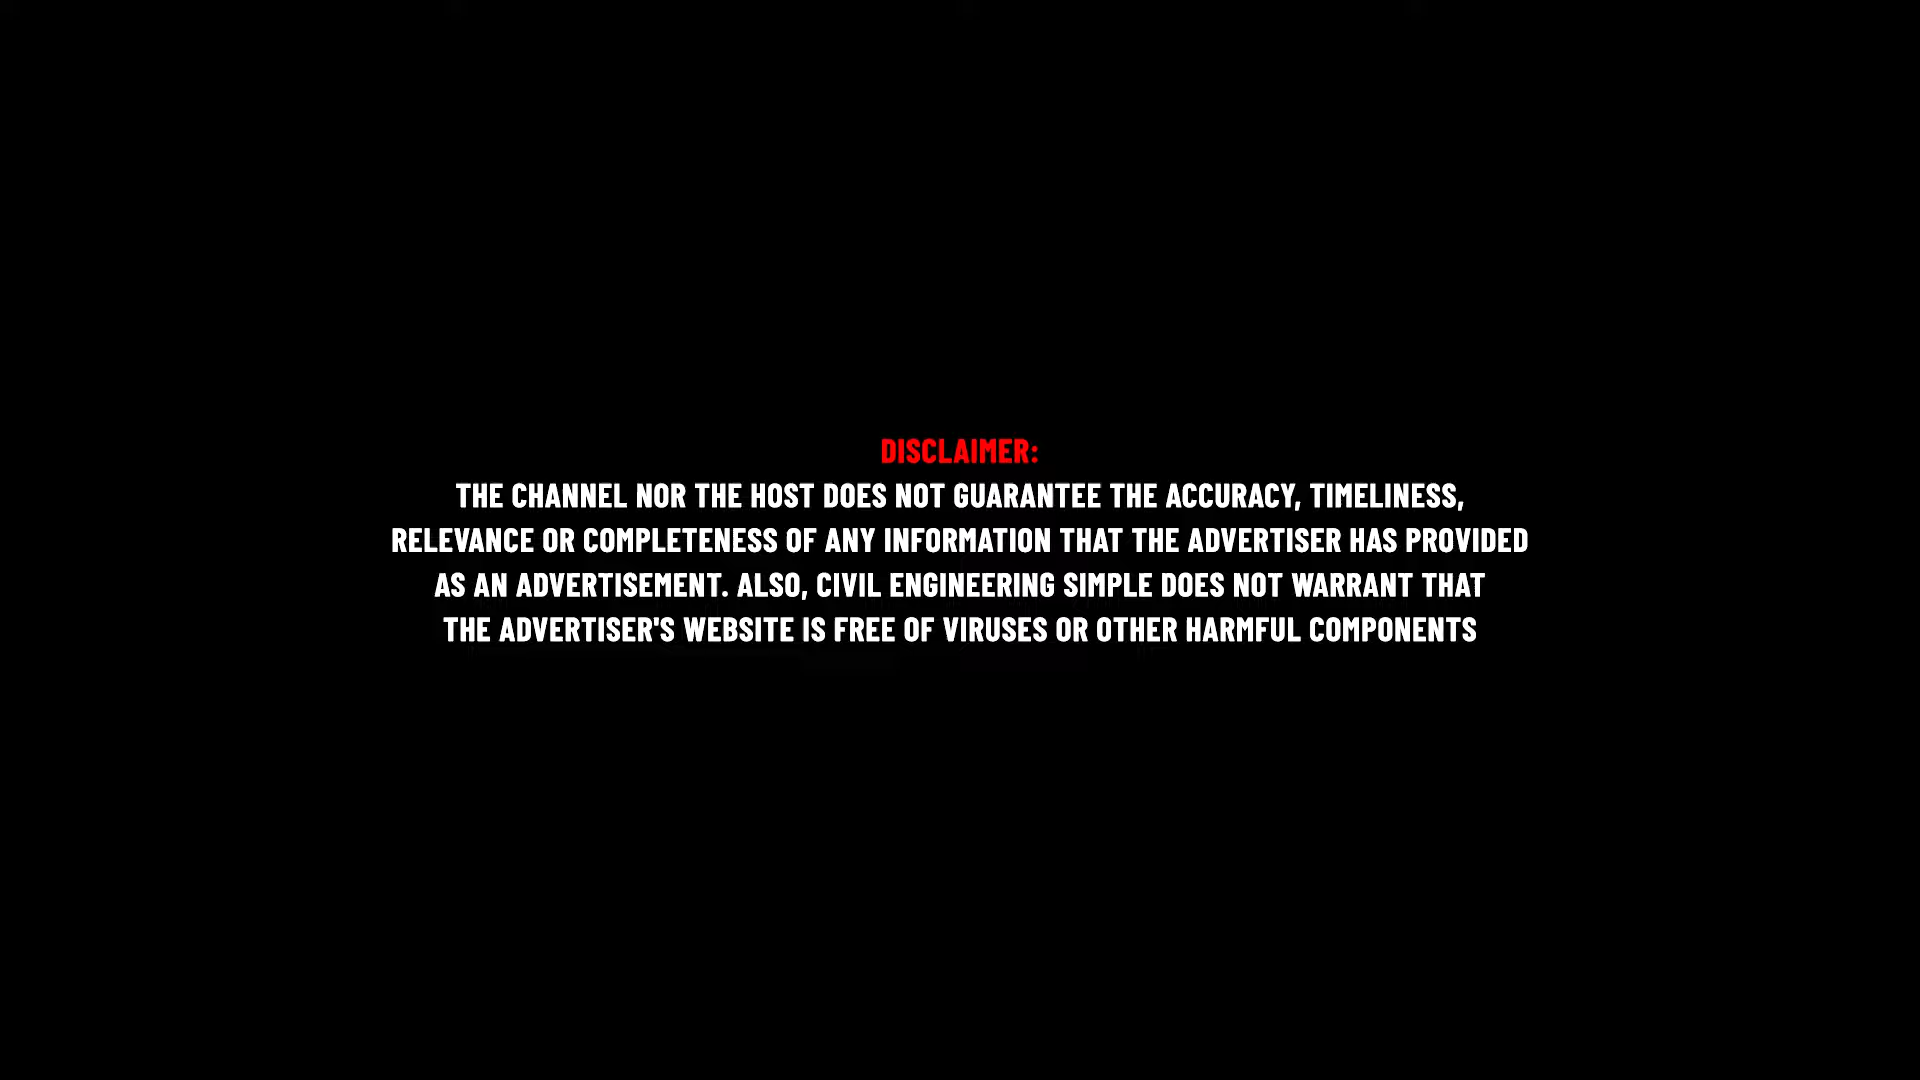 DISCLAIMER:
THE CHANNEL NOR THE HOST DOES NOT GUARANTEE THE ACCURACY, TIMELINESS,
RELEVANCE OR COMPLETENESS OF ANY INFORMATION THAT THE ADVERTISER HAS PROVIDED
AS AN ADVERTISEMENT. ALSO, CIVIL ENGINEERING SIMPLE DOES NOT WARRANT THAT
THE ADVERTISER'S WEBSITE IS FREE OF VIRUSES OR OTHER HARMFUL COMPONENTS